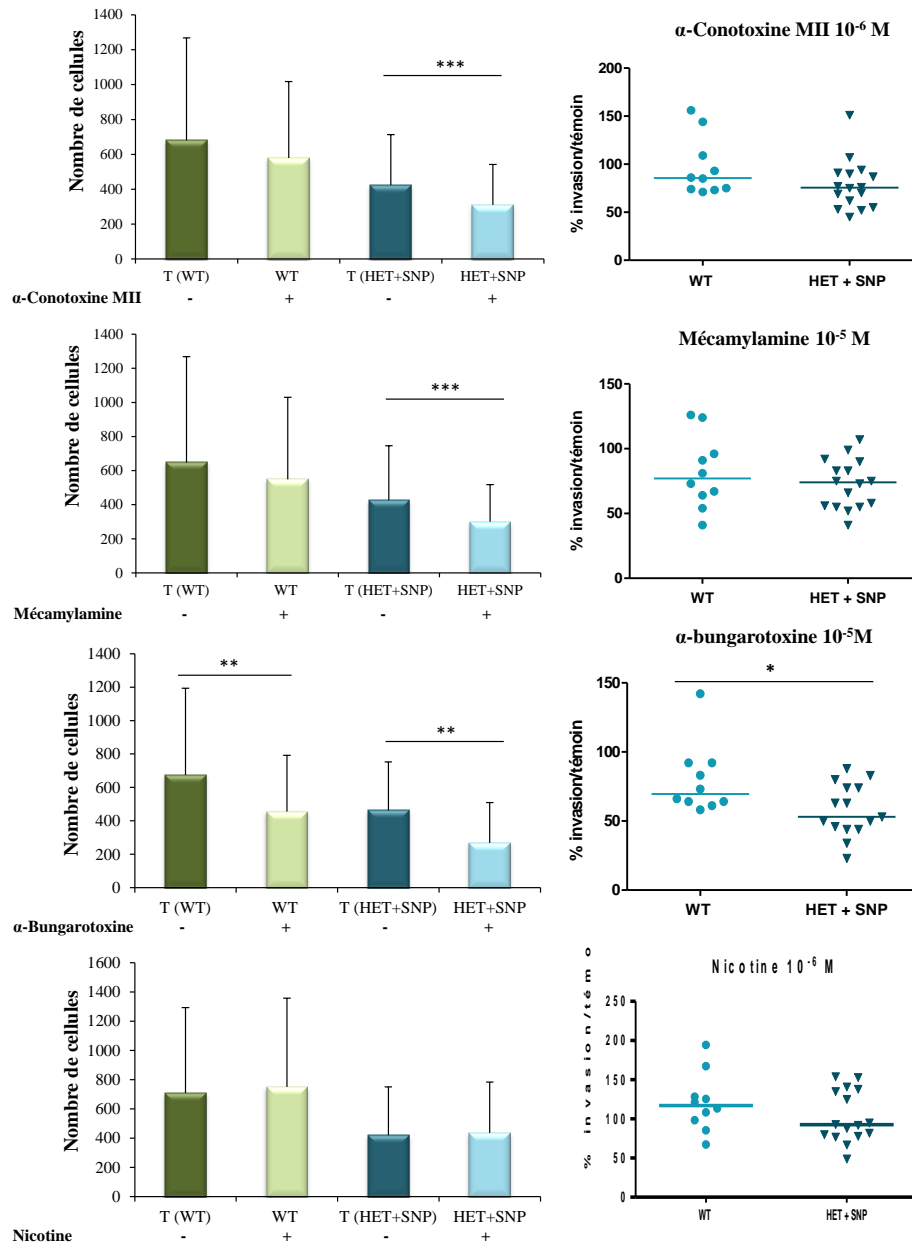 α-Conotoxine MII 10⁻⁶ M
Nombre de cellules
1400
1200
1000
800
600
400
200
0
***
T (WT) WT T (HET+SNP) HET+SNP
α-Conotoxine MII - + - +
% invasion/témoin
200
150
100
50
0
WT HET + SNP
Mécamylamine 10⁻⁵ M
Nombre de cellules
1400
1200
1000
800
600
400
200
0
***
T (WT) WT T (HET+SNP) HET+SNP
Mécamylamine - + - +
% invasion/témoin
150
100
50
0
WT HET + SNP
α-bungarotoxine 10⁻⁵M
Nombre de cellules
1400
1200
1000
800
600
400
200
0
**
**
T (WT) WT T (HET+SNP) HET+SNP
α-Bungarotoxine - + - +
% invasion/témoin
150
100
50
0
*
WT HET + SNP
Nicotine 10⁻⁶ M
Nombre de cellules
1600
1400
1200
1000
800
600
400
200
0
T (WT) WT T (HET+SNP) HET+SNP
Nicotine - + - +
% invasion/témo
250
200
150
100
50
0
WT HET + SNP